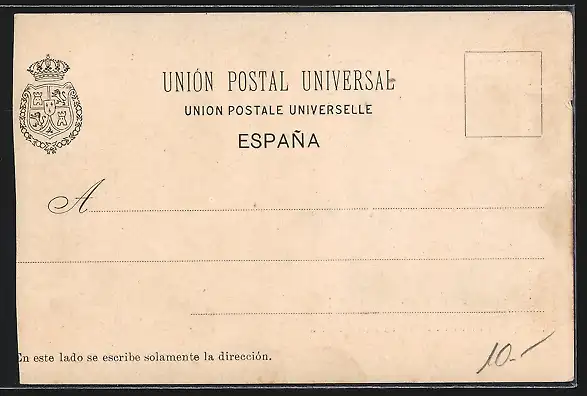 UNIÓN POSTAL UNIVERSAL
UNION POSTALE UNIVERSELLE
ESPAÑA
A
En este lado se escribe solamente la dirección.
10.-